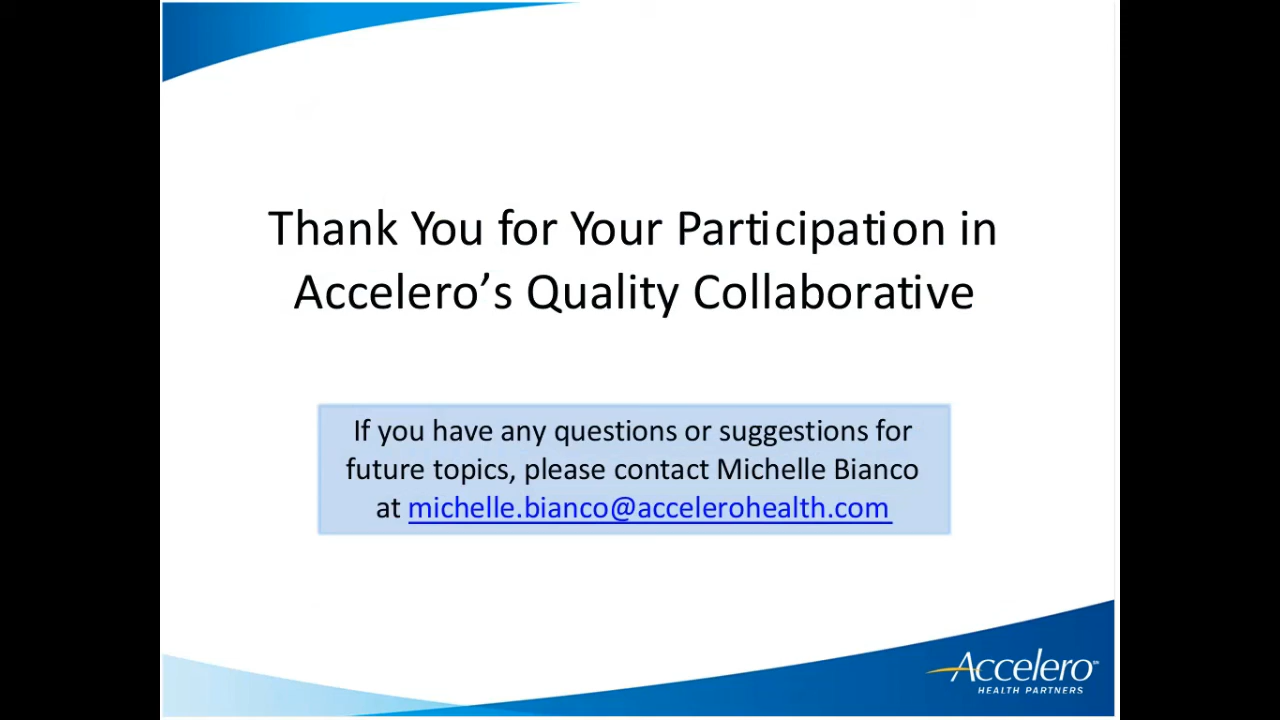 Thank You for Your Participation in
Accelero’s Quality Collaborative
If you have any questions or suggestions for
future topics, please contact Michelle Bianco
at michelle.bianco@accelerohealth.com
Accelero℠
HEALTH PARTNERS